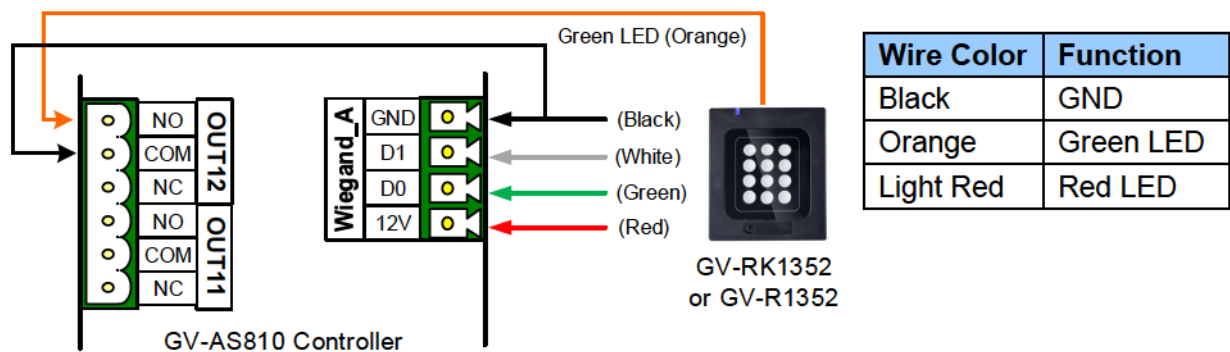 Green LED (Orange)
NO
COM
NC
OUT12
NO
COM
NC
OUT11
GV-AS810 Controller
Wiegand_A
GND
D1
D0
12V
(Black)
(White)
(Green)
(Red)
GV-RK1352
or GV-R1352
Wire Color Function
Black GND
Orange Green LED
Light Red Red LED